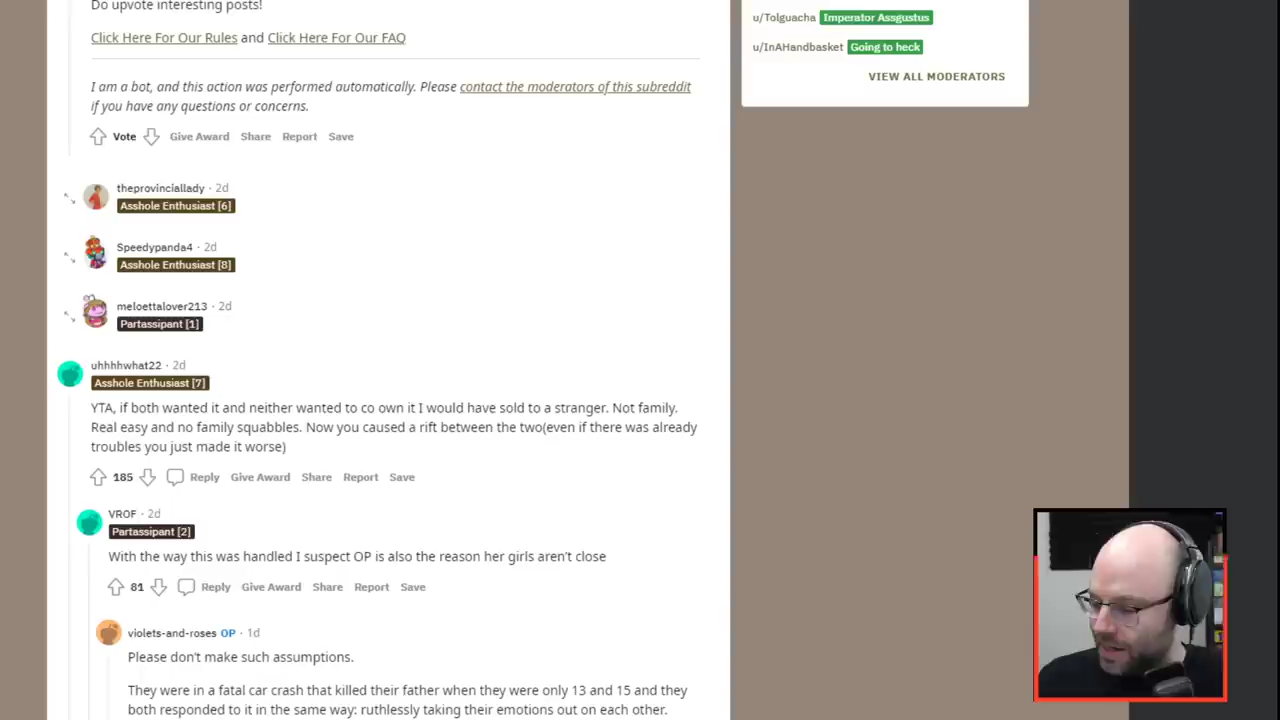 Do upvote interesting posts!
Click Here For Our Rules and Click Here For Our FAQ
I am a bot, and this action was performed automatically. Please contact the moderators of this subreddit
if you have any questions or concerns.
Vote Give Award Share Report Save
theprovinciallady · 2d
Asshole Enthusiast [6]
Speedypanda4 · 2d
Asshole Enthusiast [8]
meloettalover213 · 2d
Partassipant [1]
uhhhhwhat22 · 2d
Asshole Enthusiast [7]
YTA, if both wanted it and neither wanted to co own it I would have sold to a stranger. Not family.
Real easy and no family squabbles. Now you caused a rift between the two(even if there was already
troubles you just made it worse)
185 Reply Give Award Share Report Save
VROF · 2d
Partassipant [2]
With the way this was handled I suspect OP is also the reason her girls aren't close
81 Reply Give Award Share Report Save
violets-and-roses OP · 1d
Please don't make such assumptions.
They were in a fatal car crash that killed their father when they were only 13 and 15 and they
both responded to it in the same way: ruthlessly taking their emotions out on each other.
u/Tolguacha Imperator Assgustus
u/InAHandbasket Going to heck
VIEW ALL MODERATORS